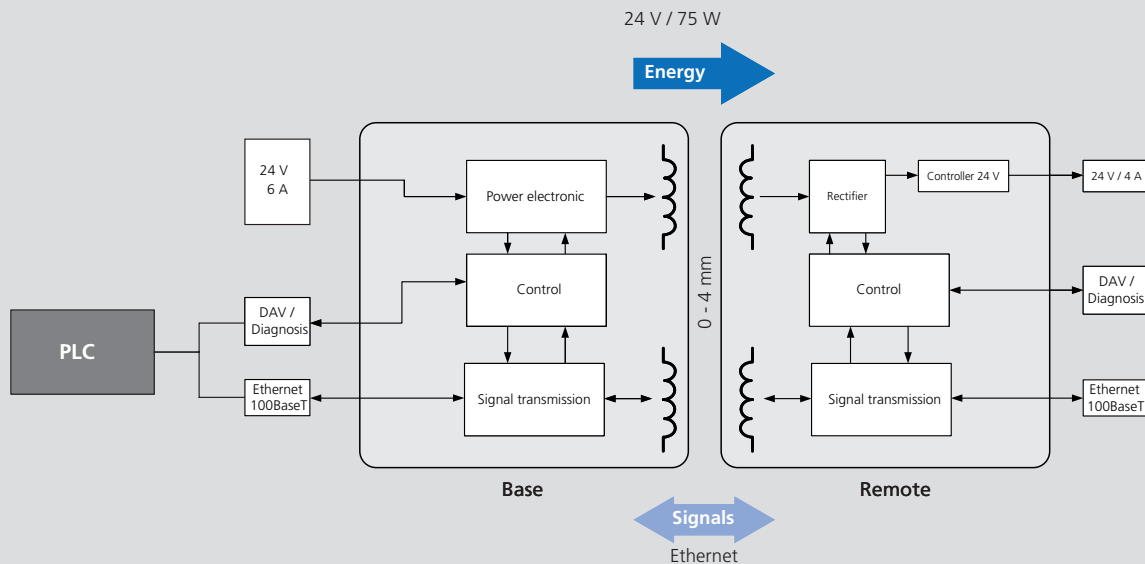 24 V / 75 W
Energy
24 V
6 A
Power electronic
Rectifier
Controller 24 V
24 V / 4 A
0 - 4 mm
Control
Control
DAV /
Diagnosis
DAV /
Diagnosis
PLC
Ethernet
100BaseT
Signal transmission
Signal transmission
Ethernet
100BaseT
Base
Remote
Signals
Ethernet